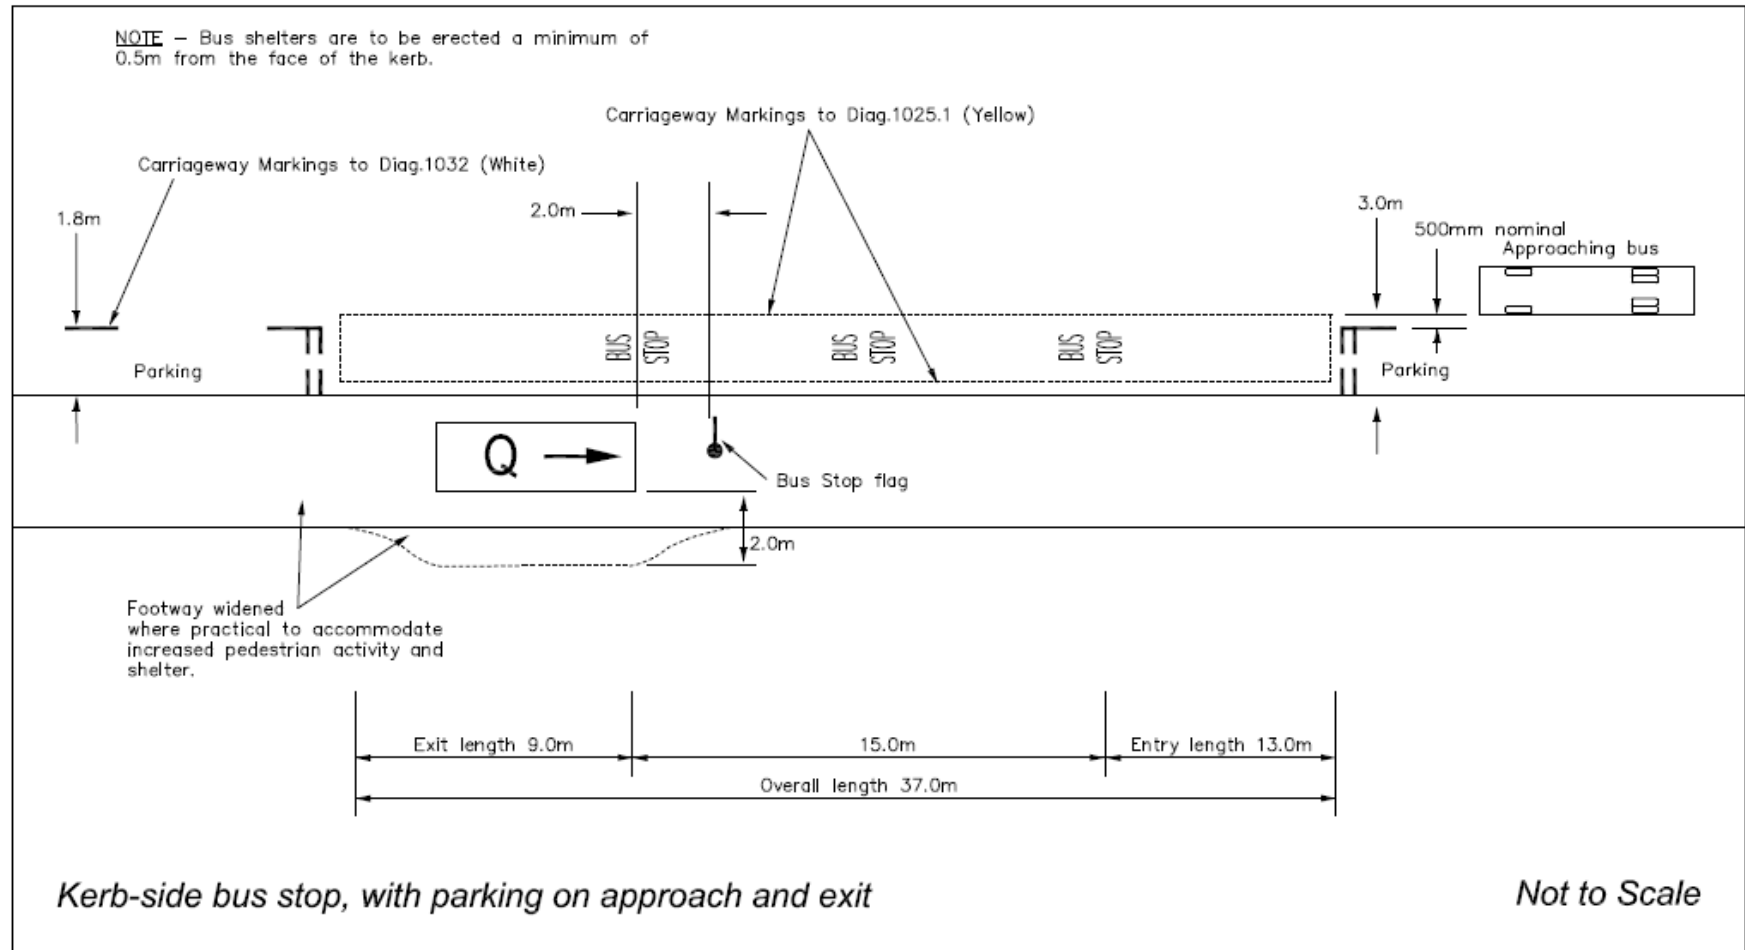 NOTE – Bus shelters are to be erected a minimum of
0.5m from the face of the kerb.
Carriageway Markings to Diag.1025.1 (Yellow)
Carriageway Markings to Diag.1032 (White)
1.8m
2.0m
3.0m
500mm nominal
Approaching bus
BUS STOP
BUS STOP
BUS STOP
Parking
Parking
Q
Bus Stop flag
2.0m
Footway widened
where practical to accommodate
increased pedestrian activity and
shelter.
Exit length 9.0m
15.0m
Entry length 13.0m
Overall length 37.0m
Kerb-side bus stop, with parking on approach and exit
Not to Scale